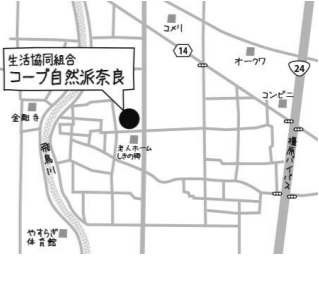 コメリ
14
生活協同組合
コープ自然派奈良
オークワ
24
コンビニ
金剛寺
飛鳥川
老人ホーム
しきの郷
橿原バイパス
やすらぎ
体育館